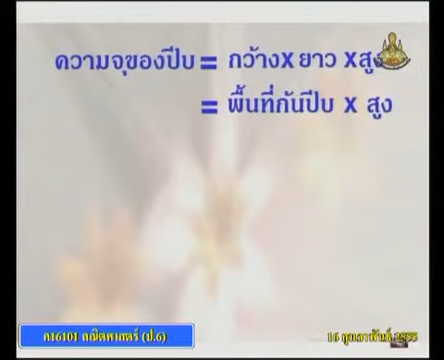 ความจุของปีบ = กว้าง x ยาว x สูง
= พื้นที่ก้นปีบ x สูง
ค16101 คณิตศาสตร์ (ป.6)
16 กุมภาพันธ์ 2555